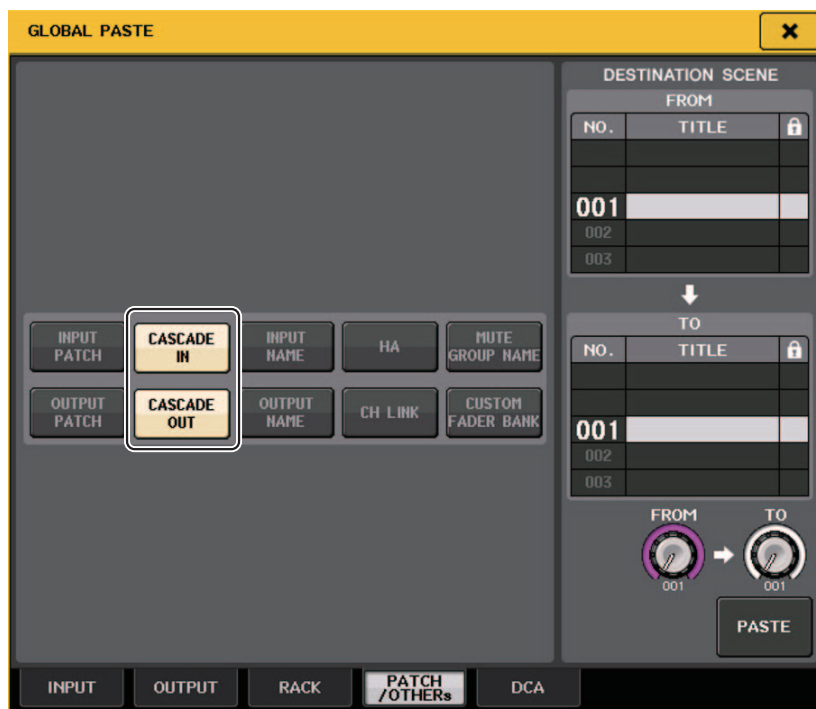 GLOBAL PASTE
DESTINATION SCENE
FROM
NO. TITLE
001
002
003
TO
NO. TITLE
001
002
003
INPUT PATCH
CASCADE IN
INPUT NAME
HA
MUTE GROUP NAME
OUTPUT PATCH
CASCADE OUT
OUTPUT NAME
CH LINK
CUSTOM FADER BANK
FROM TO
001 001
PASTE
INPUT
OUTPUT
RACK
PATCH /OTHERs
DCA